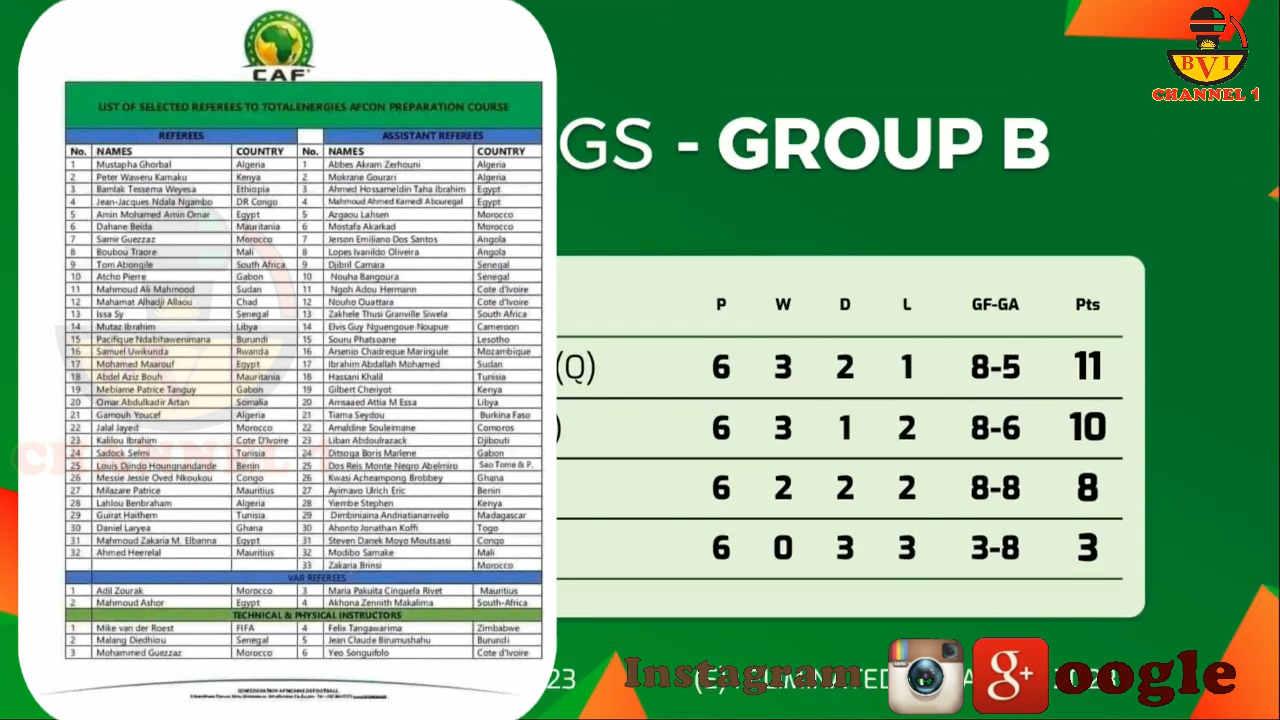 CAF
LIST OF SELECTED REFEREES TO TOTALENERGIES AFCON PREPARATION COURSE
REFEREES ASSISTANT REFEREES
No. NAMES COUNTRY No. NAMES COUNTRY
1 Mustapha Ghorbal Algeria 1 Abbes Akram Zerhouni Algeria
2 Peter Waweru Kamaku Kenya 2 Mokrane Gourari Algeria
3 Bamlak Tessema Weyesa Ethiopia 3 Ahmed Hossameldin Taha Ibrahim Egypt
4 Jean-Jacques Ndala Ngambo DR Congo 4 Mahmoud Ahmed Kamedl Abouregal Egypt
5 Amin Mohamed Amin Omar Egypt 5 Azgaou Lahsen Morocco
6 Dahane Beida Mauritania 6 Mostafa Akarkad Morocco
7 Samir Guezzaz Morocco 7 Jerson Emiliano Dos Santos Angola
8 Boubou Traore Mali 8 Lopes Ivanildo Oliveira Angola
9 Tom Abongile South Africa 9 Djibril Camara Senegal
10 Atcho Pierre Gabon 10 Nouha Bangoura Senegal
11 Mahmoud Ali Mahmood Sudan 11 Ngoh Adou Hermann Cote d'Ivoire
12 Mahamat Alhadji Allaou Chad 12 Nouho Ouattara Cote d'Ivoire
13 Issa Sy Senegal 13 Zakhele Thusi Granville Siwela South Africa
14 Mutaz Ibrahim Libya 14 Elvis Guy Nguengoue Noupue Cameroon
15 Pacifique Ndabihawenimana Burundi 15 Souru Phatsoane Lesotho
16 Samuel Uwikunda Rwanda 16 Arsenio Chadreque Maringule Mozambique
17 Mohamed Maarouf Egypt 17 Ibrahim Abdallah Mohamed Sudan
18 Abdel Aziz Bouh Mauritania 18 Hassani Khalil Tunisia
19 Mebiame Patrice Tanguy Gabon 19 Gilbert Cheriyot Kenya
20 Omar Abdulkadir Artan Somalia 20 Amsaaed Attia M Essa Libya
21 Gamouh Youcef Algeria 21 Tiama Seydou Burkina Faso
22 Jalal Jayed Morocco 22 Amaldine Souleimane Comoros
23 Kalilou Ibrahim Cote D'Ivoire 23 Liban Abdoulrazack Djibouti
24 Sadock Selmi Tunisia 24 Ditsoga Boris Marlene Gabon
25 Louis Djindo Houngnandande Benin 25 Dos Reis Monte Negro Abelmiro Sao Tome & P.
26 Messie Jessie Oved Nkoukou Congo 26 Kwasi Acheampong Brobbey Ghana
27 Milazare Patrice Mauritius 27 Ayimavo Ulrich Eric Benin
28 Lahlou Benbraham Algeria 28 Yiembe Stephen Kenya
29 Guirat Haithem Tunisia 29 Dimbiniaina Andriatianarivelo Madagascar
30 Daniel Laryea Ghana 30 Ahonto Jonathan Koffi Togo
31 Mahmoud Zakaria M. Elbanna Egypt 31 Steven Danek Moyo Moutsassi Congo
32 Ahmed Heerelal Mauritius 32 Modibo Samake Mali
33 Zakaria Brinsi Morocco
VAR REFEREES
1 Adil Zourak Morocco 3 Maria Pakuita Cinquela Rivet Mauritius
2 Mahmoud Ashor Egypt 4 Akhona Zennith Makalima South-Africa
TECHNICAL & PHYSICAL INSTRUCTORS
1 Mike van der Roest FIFA 4 Felix Tangawarima Zimbabwe
2 Malang Diedhiou Senegal 5 Jean Claude Birumushahu Burundi
3 Mohammed Guezzaz Morocco 6 Yeo Songuifolo Cote d'Ivoire
CONFEDERATION AFRICAINE DE FOOTBALL
BVI
CHANNEL 1
GS - GROUP B
P W D L GF-GA Pts
(Q) 6 3 2 1 8-5 11
) 6 3 1 2 8-6 10
6 2 2 2 8-8 8
6 0 3 3 3-8 3
23
Instagram g+ oogle